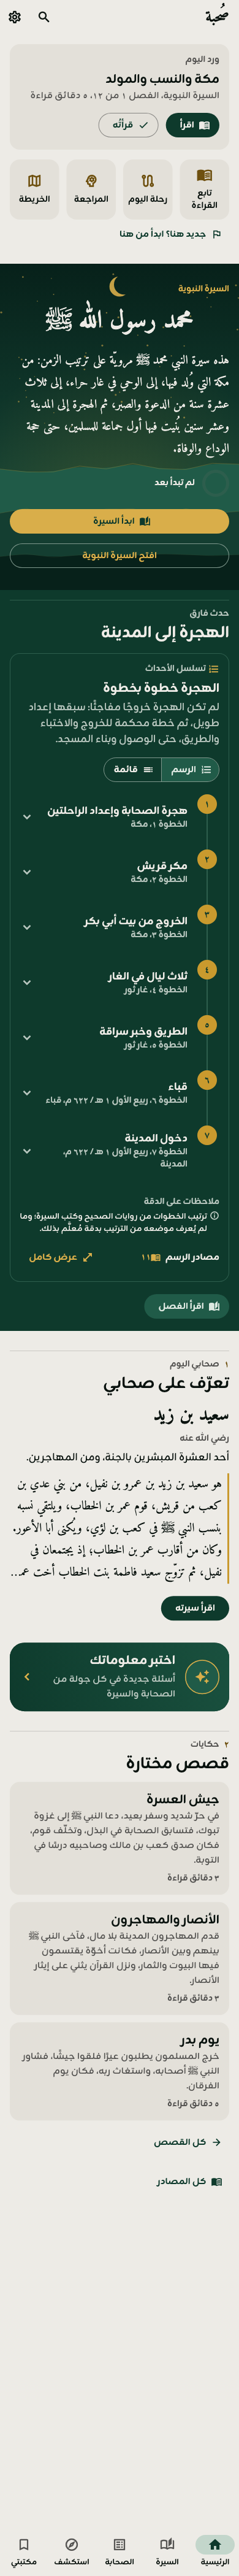 صُحبة
ورد اليوم
مكة والنسب والمولد
السيرة النبوية، الفصل ١ من ١٢، ٥ دقائق قراءة
اقرأ
قرأتُه
تابع القراءة
رحلة اليوم
المراجعة
الخريطة
جديد هنا؟ ابدأ من هنا
السيرة النبوية
محمد رسول الله ﷺ
هذه سيرة النبي محمد ﷺ مرويّة على ترتيب الزمن: من
مكة التي وُلد فيها، إلى الوحي في غار حراء، إلى ثلاث
عشرة سنة من الدعوة والصبر، ثم الهجرة إلى المدينة
وعشر سنين بُنيت فيها أول جماعة للمسلمين، حتى حجة
الوداع والوفاة.
لم تبدأ بعد
ابدأ السيرة
افتح السيرة النبوية
حدث فارق
الهجرة إلى المدينة
تسلسل الأحداث
الهجرة خطوة بخطوة
لم تكن الهجرة خروجًا مفاجئًا: سبقها إعداد
طويل، ثم خطة محكمة للخروج والاختباء
والطريق، حتى الوصول وبناء المسجد.
الرسم
قائمة
١
هجرة الصحابة وإعداد الراحلتين
الخطوة ١، مكة
٢
مكر قريش
الخطوة ٢، مكة
٣
الخروج من بيت أبي بكر
الخطوة ٣، مكة
٤
ثلاث ليال في الغار
الخطوة ٤، غار ثور
٥
الطريق وخبر سراقة
الخطوة ٥، غار ثور
٦
قباء
الخطوة ٦، ربيع الأول ١ هـ / ٦٢٢ م، قباء
٧
دخول المدينة
الخطوة ٧، ربيع الأول ١ هـ / ٦٢٢ م،
المدينة
ملاحظات على الدقة
ترتيب الخطوات من روايات الصحيح وكتب السيرة؛ وما
لم يُعرف موضعه من الترتيب بدقة مُعلَّم بذلك.
مصادر الرسم
١١
عرض كامل
اقرأ الفصل
١ صحابي اليوم
تعرّف على صحابي
سعيد بن زيد
رضي الله عنه
أحد العشرة المبشرين بالجنة، ومن المهاجرين.
هو سعيد بن زيد بن عمرو بن نفيل، من بني عدي بن
كعب من قريش، قوم عمر بن الخطاب، ويلتقي نسبه
بنسب النبي ﷺ في كعب بن لؤي، ويُكنى أبا الأعور.
وكان من أقارب عمر بن الخطاب؛ إذ يجتمعان في
نفيل، ثم تزوّج سعيد فاطمة بنت الخطاب أخت عمـ…
اقرأ سيرته
اختبر معلوماتك
أسئلة جديدة في كل جولة من
الصحابة والسيرة
٢ حكايات
قصص مختارة
جيش العسرة
في حرّ شديد وسفر بعيد، دعا النبي ﷺ إلى غزوة
تبوك، فتسابق الصحابة في البذل، وتخلّف قوم،
فكان صدق كعب بن مالك وصاحبيه درسًا في
التوبة.
٣ دقائق قراءة
الأنصار والمهاجرون
قدم المهاجرون المدينة بلا مال، فآخى النبي ﷺ
بينهم وبين الأنصار، فكانت أخوّة يقتسمون
فيها البيوت والثمار، ونزل القرآن يثني على إيثار
الأنصار.
٣ دقائق قراءة
يوم بدر
خرج المسلمون يطلبون عيرًا فلقوا جيشًا، فشاور
النبي ﷺ أصحابه، واستغاث ربه، فكان يوم
الفرقان.
٥ دقائق قراءة
كل القصص
كل المصادر
الرئيسية
السيرة
الصحابة
استكشف
مكتبتي